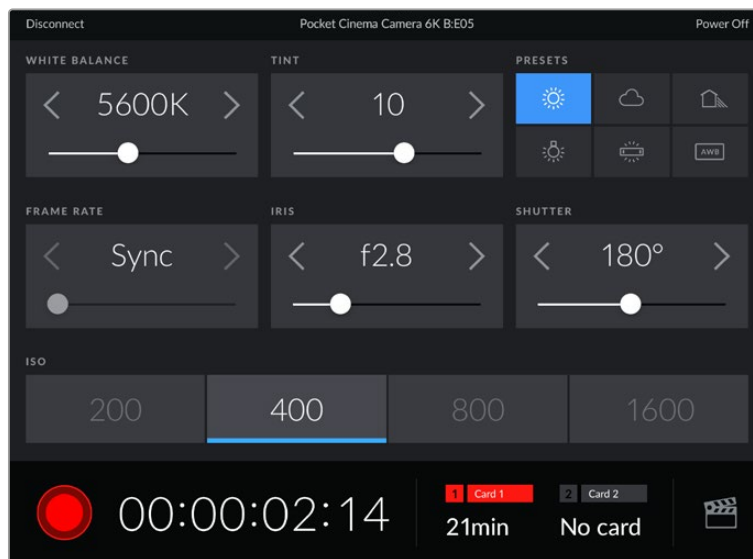 Disconnect Pocket Cinema Camera 6K B:E05 Power Off
WHITE BALANCE TINT PRESETS
5600K 10
AWB
FRAME RATE IRIS SHUTTER
Sync f2.8 180°
ISO
200 400 800 1600
1 Card 1 2 Card 2
00:00:02:14 21min No card